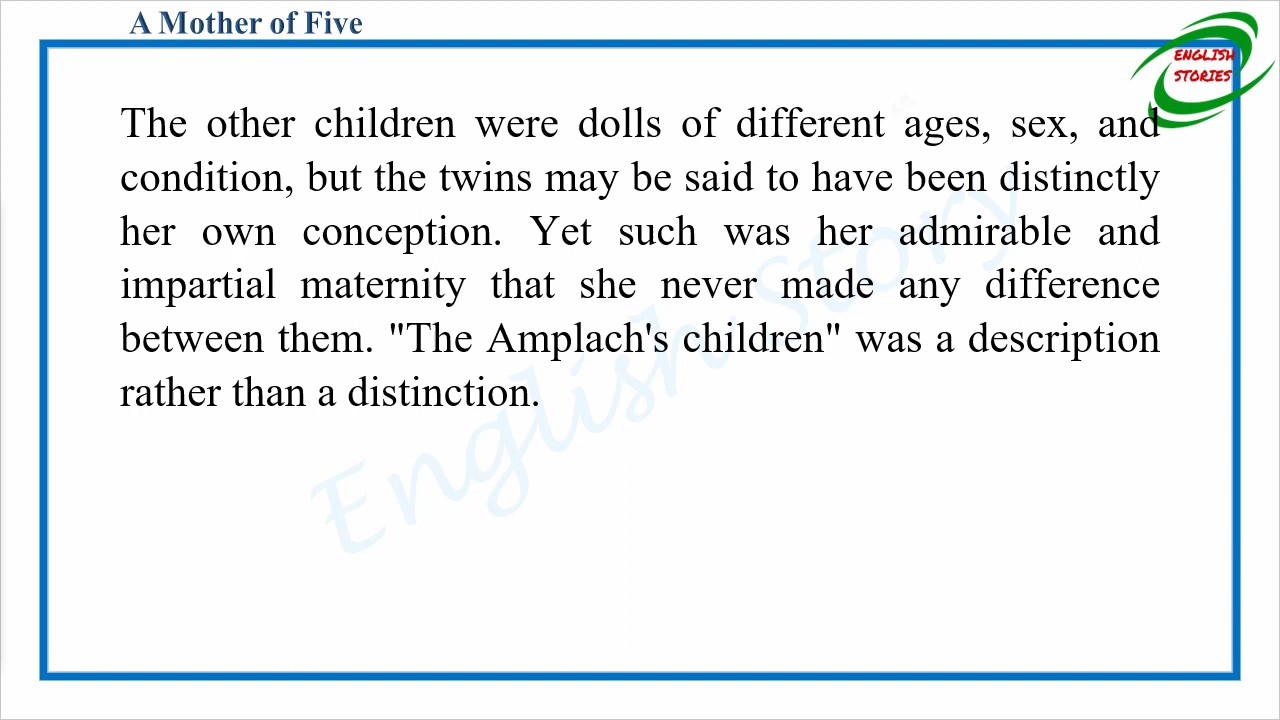 A Mother of Five
ENGLISH
STORIES
The other children were dolls of different ages, sex, and
condition, but the twins may be said to have been distinctly
her own conception. Yet such was her admirable and
impartial maternity that she never made any difference
between them. "The Amplach's children" was a description
rather than a distinction.
English Story